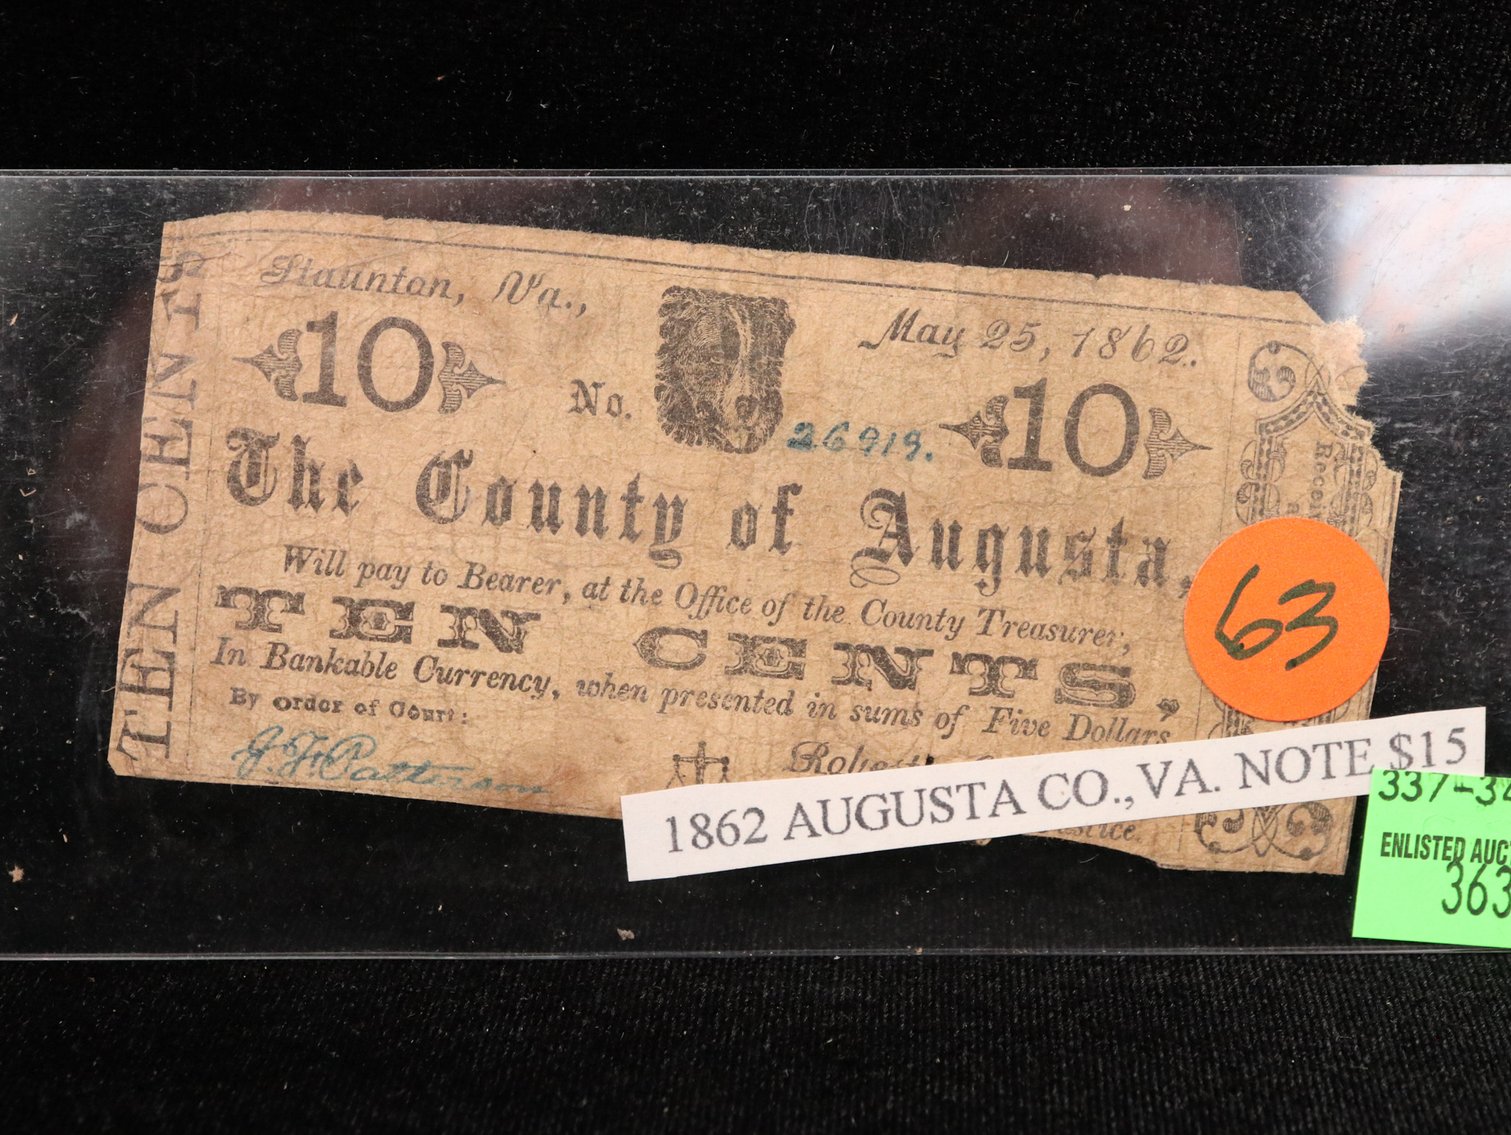 Staunton, Va.,
May 25, 1862.
10
No. 26919.
10
The County of Augusta,
Will pay to Bearer, at the Office of the County Treasurer,
TEN CENTS,
In Bankable Currency, when presented in sums of Five Dollars
By order of Court:
J. F. Patterson
TEN CENTS
63
1862 AUGUSTA CO., VA. NOTE $15
ENLISTED AUC
363